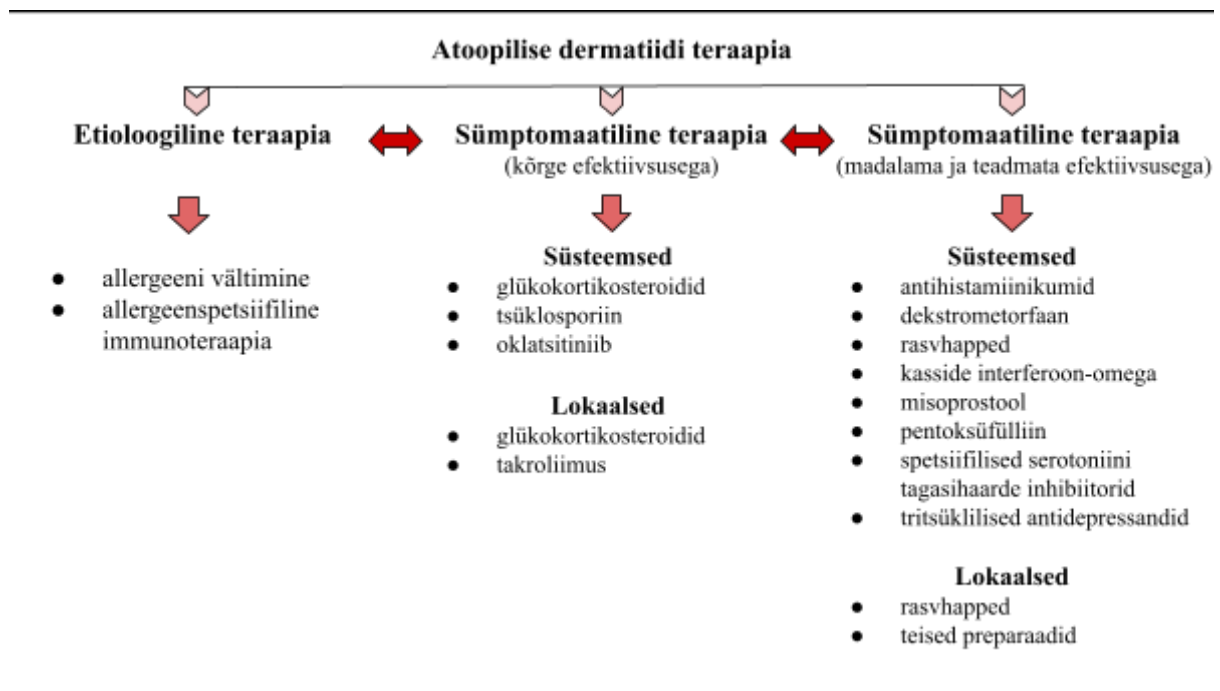 Atoopilise dermatiidi teraapia
Etioloogiline teraapia
● allergeeni vältimine
● allergeenspetsiifiline
immunoteraapia
Sümptomaatiline teraapia
(kõrge efektiivsusega)
Süsteemsed
● glükokortikosteroidid
● tsüklosporiin
● oklatsitiniib
Lokaalsed
● glükokortikosteroidid
● takroliimus
Sümptomaatiline teraapia
(madalama ja teadmata efektiivsusega)
Süsteemsed
● antihistamiinikumid
● dekstrometorfaan
● rasvhapped
● kasside interferoon-omega
● misoprostool
● pentoksüfülliin
● spetsiifilised serotoniini
tagasihaarde inhibiitorid
● tritsüklilised antidepressandid
Lokaalsed
● rasvhapped
● teised preparaadid